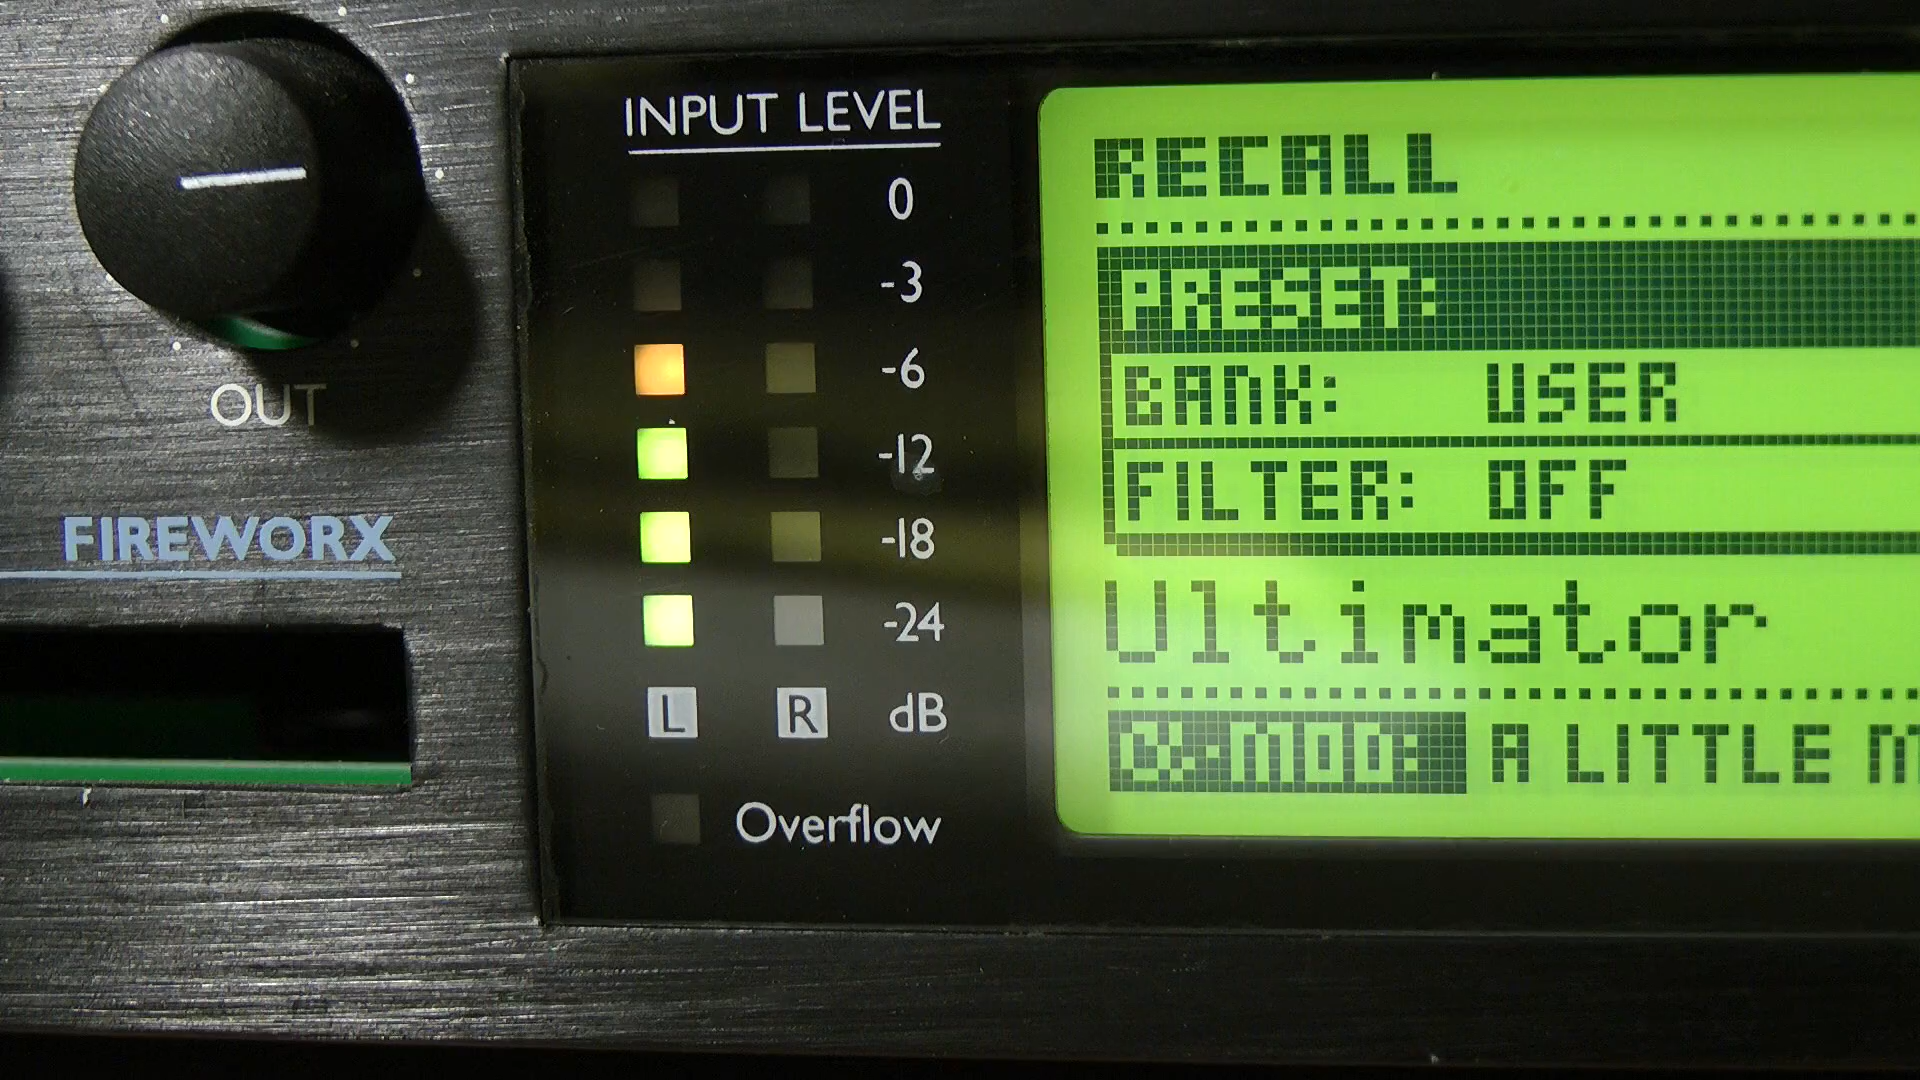 INPUT LEVEL
0
-3
-6
-12
-18
-24
L R dB
Overflow
OUT
FIREWORX
RECALL
PRESET:
BANK: USER
FILTER: OFF
Ultimator
α-MOD: A LITTLE